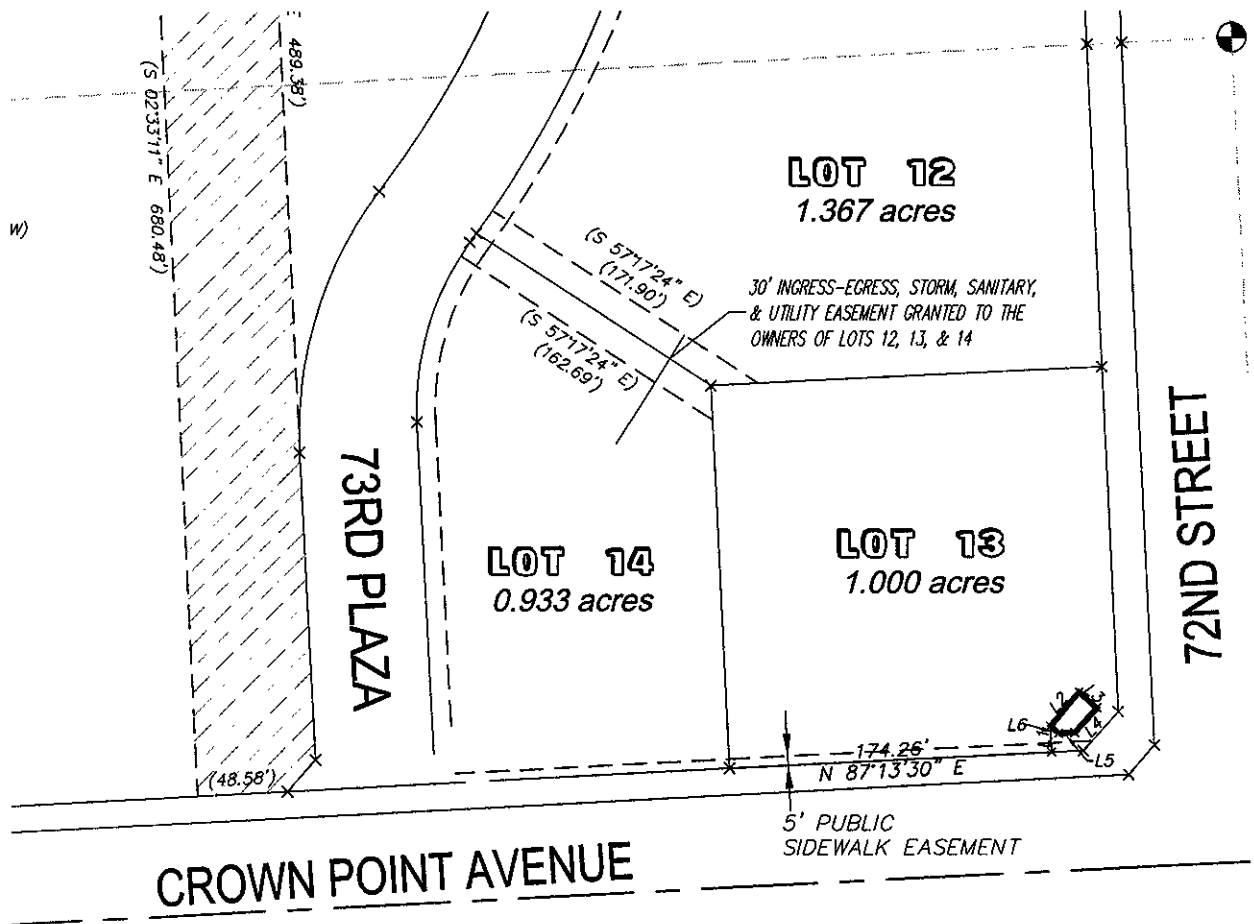 E 489.38')
(S 02°33'11" E 680.48')
W)
LOT 12
1.367 acres
(S 57°17'24" E)
(171.90')
30' INGRESS-EGRESS, STORM, SANITARY,
& UTILITY EASEMENT GRANTED TO THE
OWNERS OF LOTS 12, 13, & 14
(S 57°17'24" E)
(162.69')
73RD PLAZA
LOT 14
0.933 acres
LOT 13
1.000 acres
72ND STREET
L6
L2
L3
L4
L5
174.26'
N 87°13'30" E
(48.58')
5' PUBLIC
SIDEWALK EASEMENT
CROWN POINT AVENUE